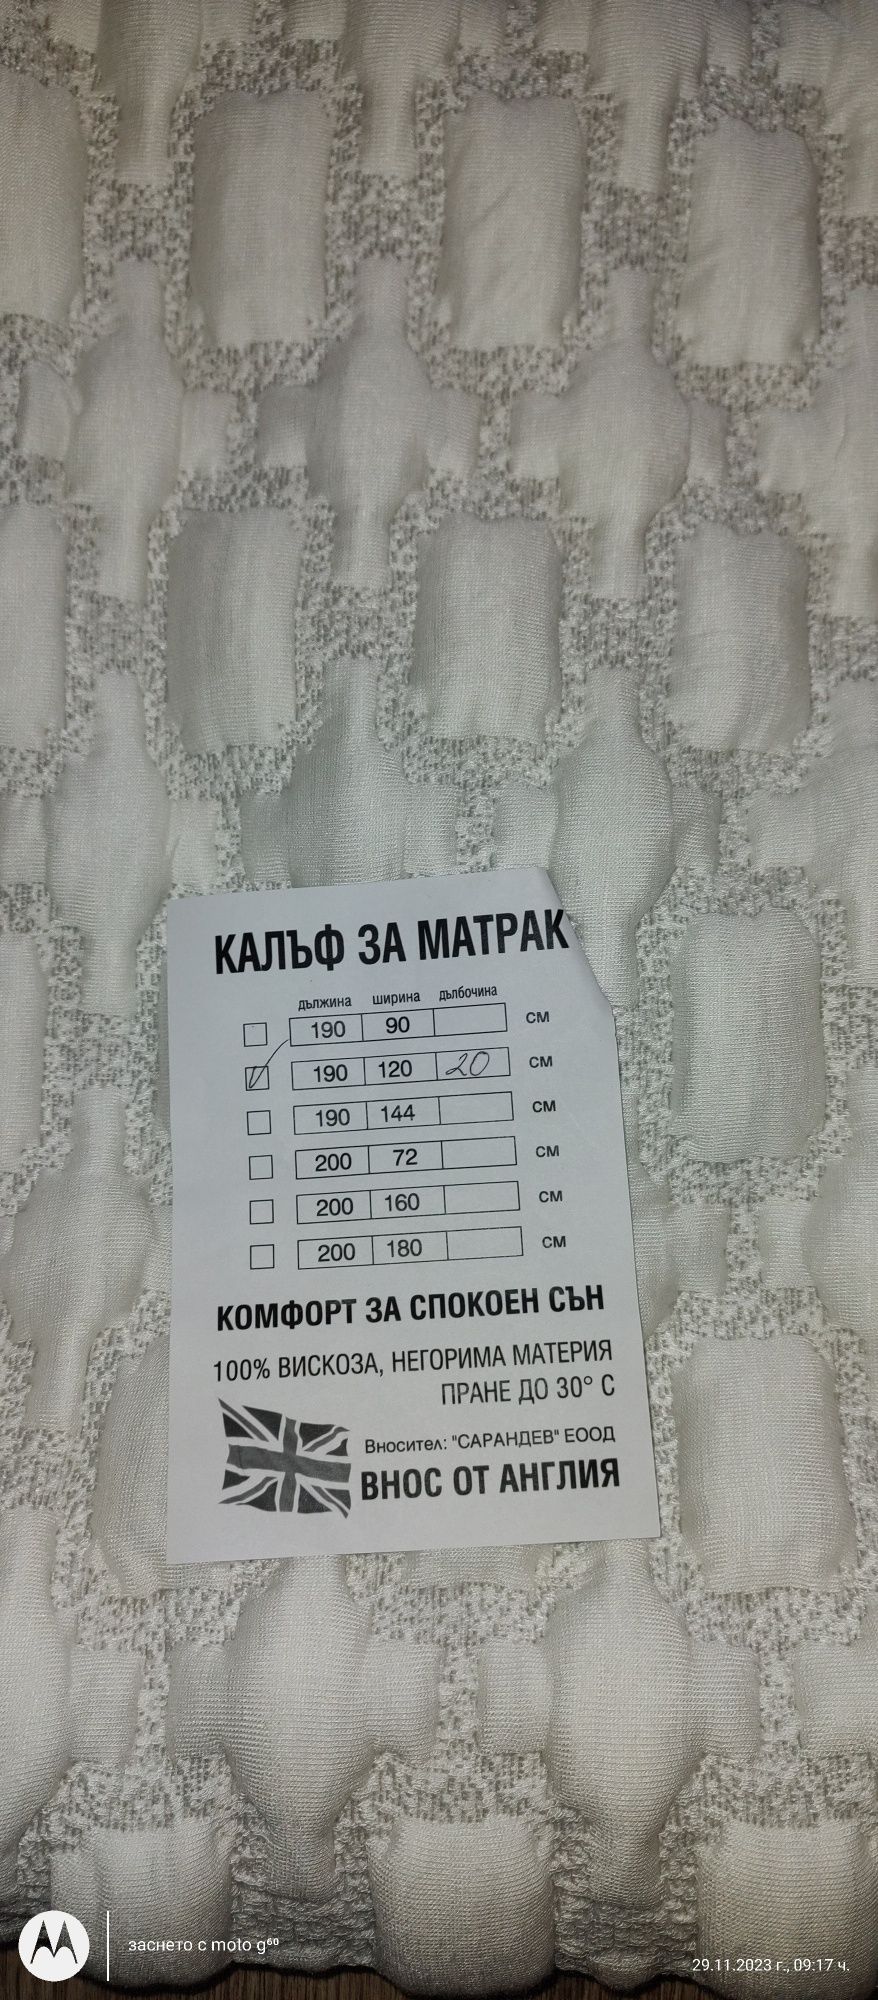 КАЛЪФ ЗА МАТРАК
дължина ширина дълбочина
190 90 СМ
190 120 20 СМ
190 144 СМ
200 72 СМ
200 160 СМ
200 180 СМ
КОМФОРТ ЗА СПОКОЕН СЪН
100% ВИСКОЗА, НЕГОРИМА МАТЕРИЯ
ПРАНЕ ДО 30° С
Вносител: "САРАНДЕВ" ЕООД
ВНОС ОТ АНГЛИЯ
заснето с moto g⁶⁰
29.11.2023 г., 09:17 ч.